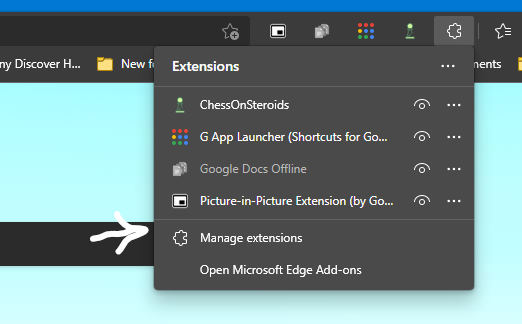 ny Discover H...
New fo
ments
Extensions
ChessOnSteroids
G App Launcher (Shortcuts for Go...
Google Docs Offline
Picture-in-Picture Extension (by Go...
Manage extensions
Open Microsoft Edge Add-ons